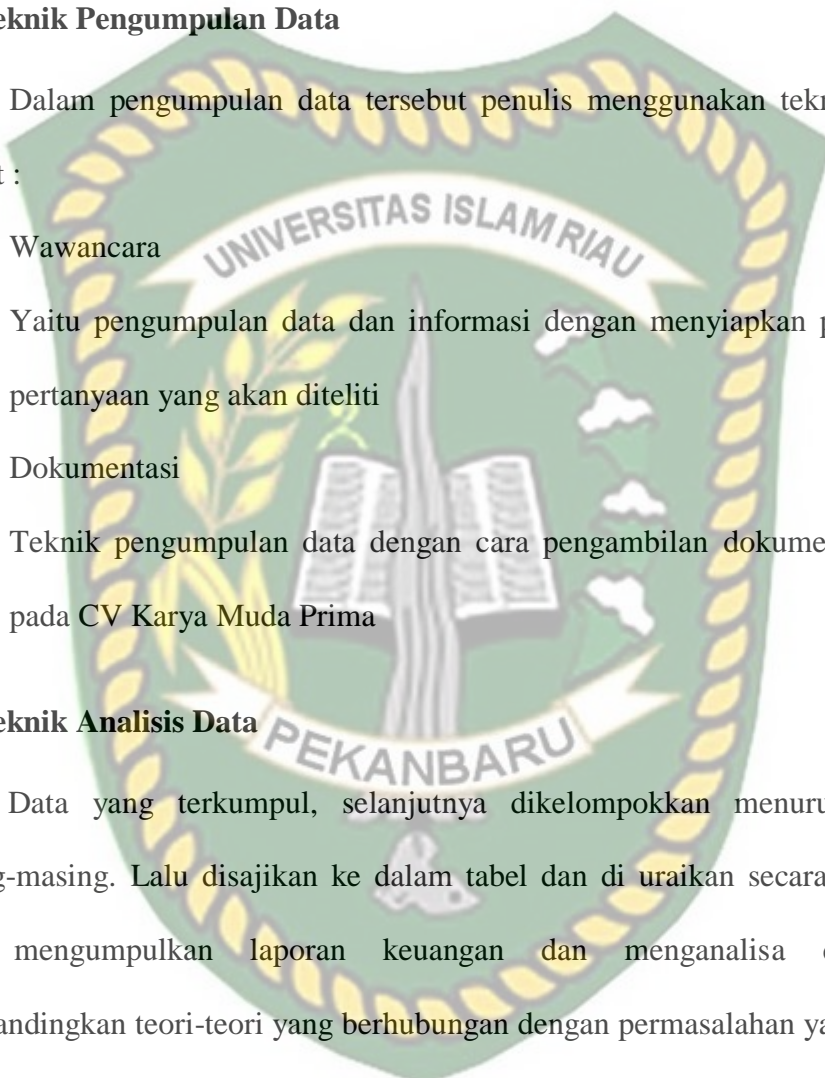 eknik Pengumpulan Data
Dalam pengumpulan data tersebut penulis menggunakan tekn
t :
Wawancara
UNIVERSITAS ISLAM RIAU
Yaitu pengumpulan data dan informasi dengan menyiapkan p
pertanyaan yang akan diteliti
Dokumentasi
Teknik pengumpulan data dengan cara pengambilan dokume
pada CV Karya Muda Prima
eknik Analisis Data
PEKANBARU
Data yang terkumpul, selanjutnya dikelompokkan menuru
g-masing. Lalu disajikan ke dalam tabel dan di uraikan secara
mengumpulkan laporan keuangan dan menganalisa
andingkan teori-teori yang berhubungan dengan permasalahan ya